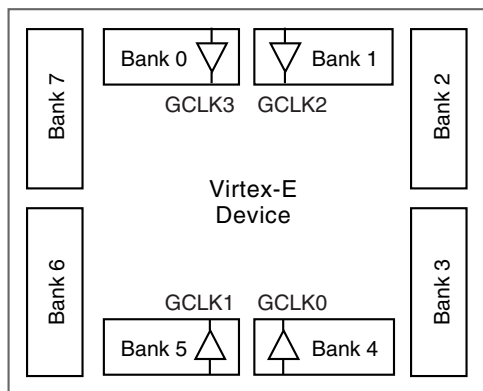 Bank 0
Bank 1
Bank 7
Bank 2
GCLK3 GCLK2
Virtex-E
Device
Bank 6
Bank 3
GCLK1 GCLK0
Bank 5
Bank 4